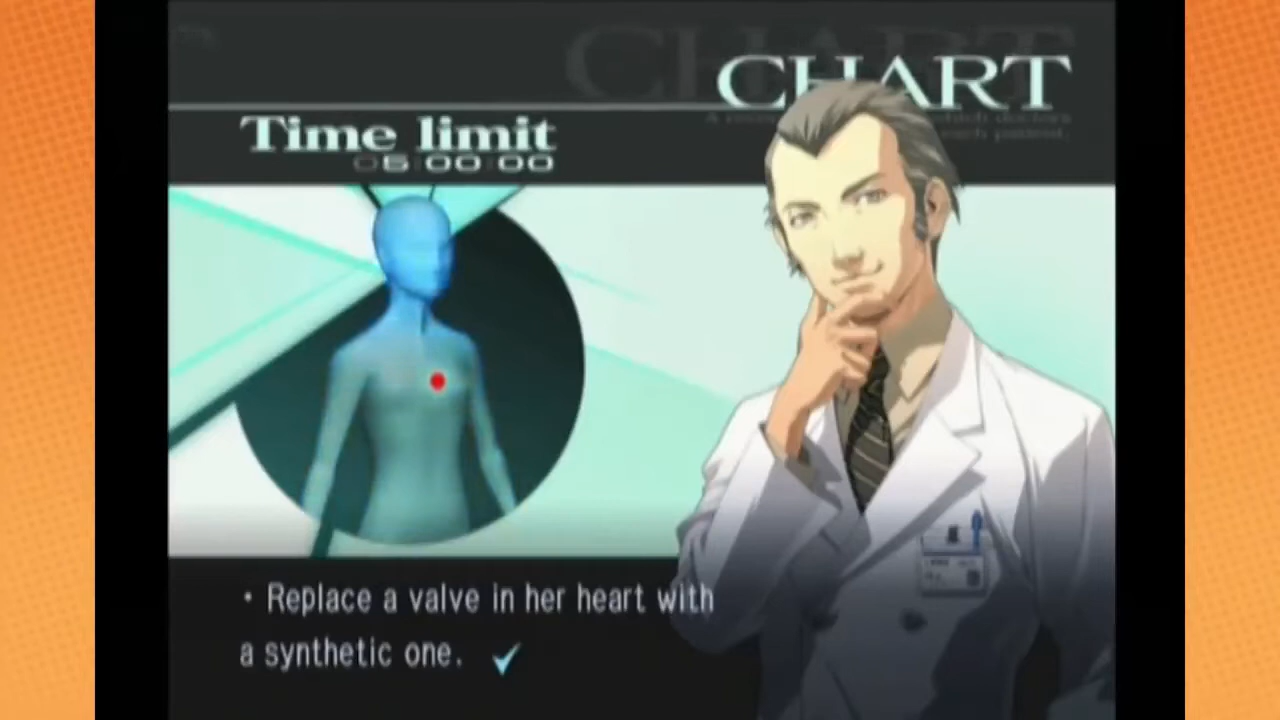 CHART
Time limit
05:00:00
• Replace a valve in her heart with
a synthetic one.